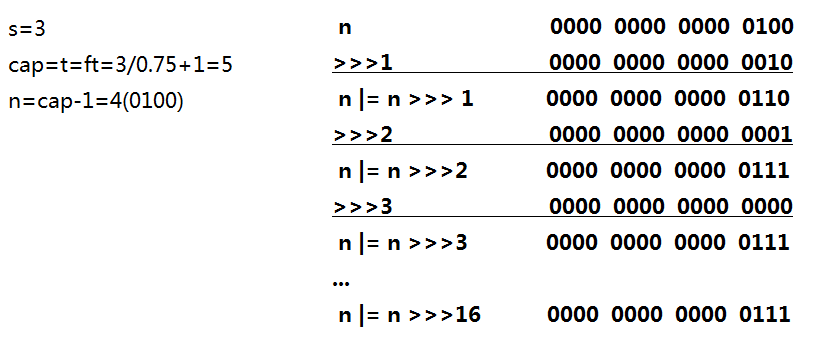 s=3
cap=t=ft=3/0.75+1=5
n=cap-1=4(0100)
n 0000 0000 0000 0100
>>>1 0000 0000 0000 0010
n |= n >>> 1 0000 0000 0000 0110
>>>2 0000 0000 0000 0001
n |= n >>>2 0000 0000 0000 0111
>>>3 0000 0000 0000 0000
n |= n >>>3 0000 0000 0000 0111
...
n |= n >>>16 0000 0000 0000 0111